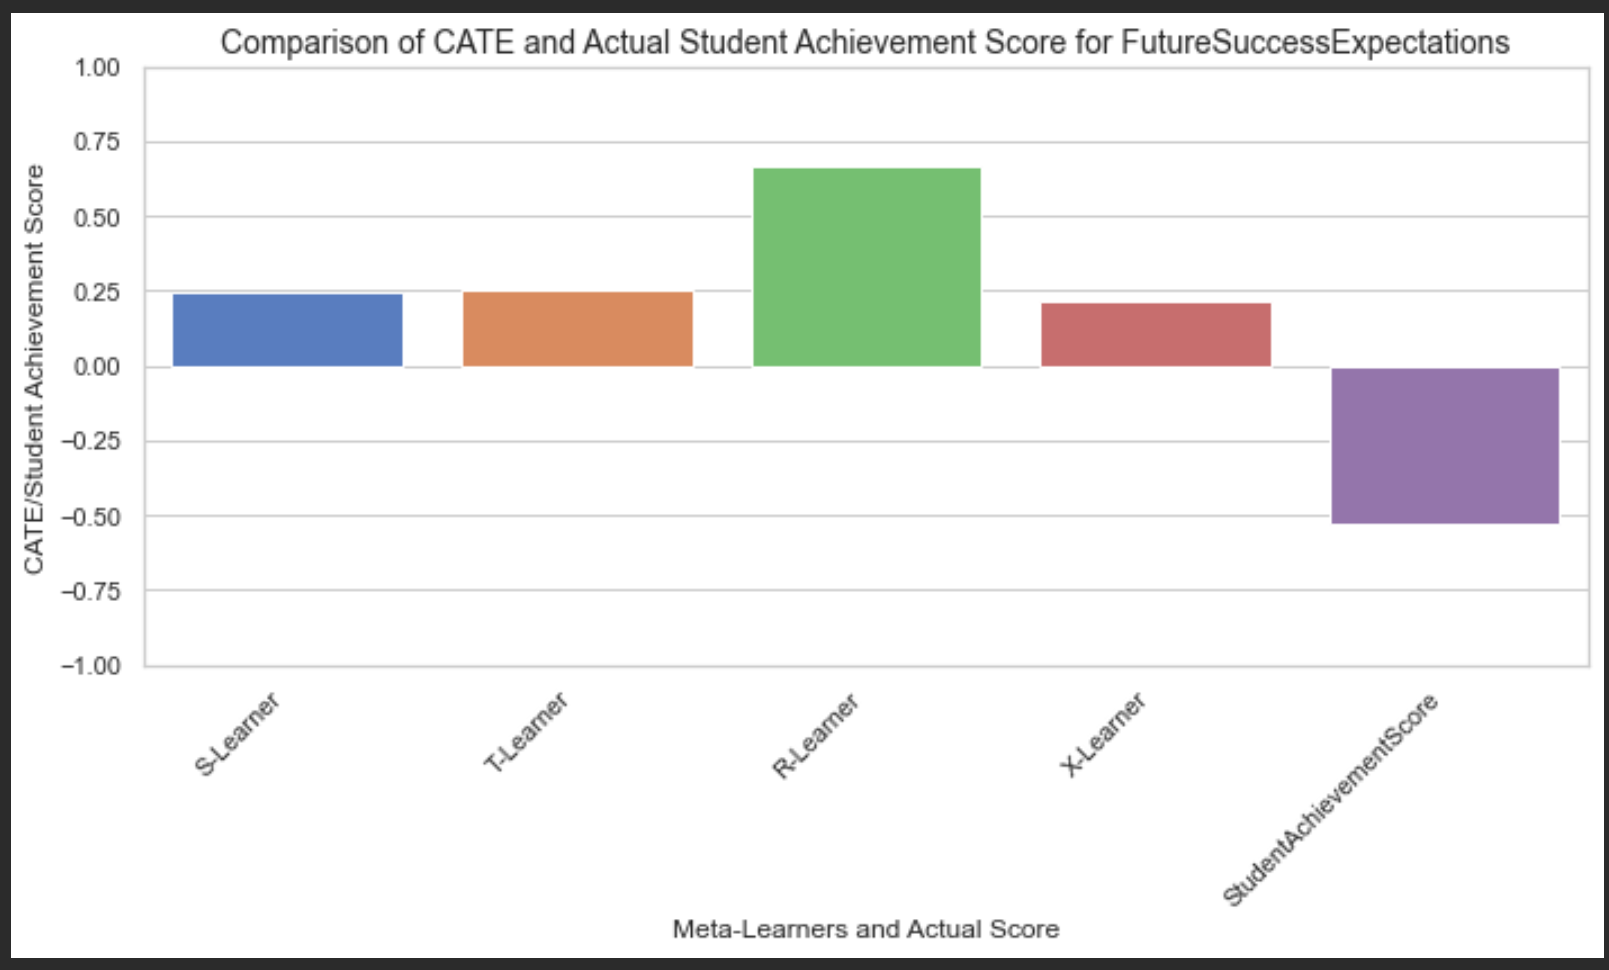 Comparison of CATE and Actual Student Achievement Score for FutureSuccessExpectations
CATE/Student Achievement Score
1.00
0.75
0.50
0.25
0.00
−0.25
−0.50
−0.75
−1.00
S-Learner
T-Learner
R-Learner
X-Learner
StudentAchievementScore
Meta-Learners and Actual Score